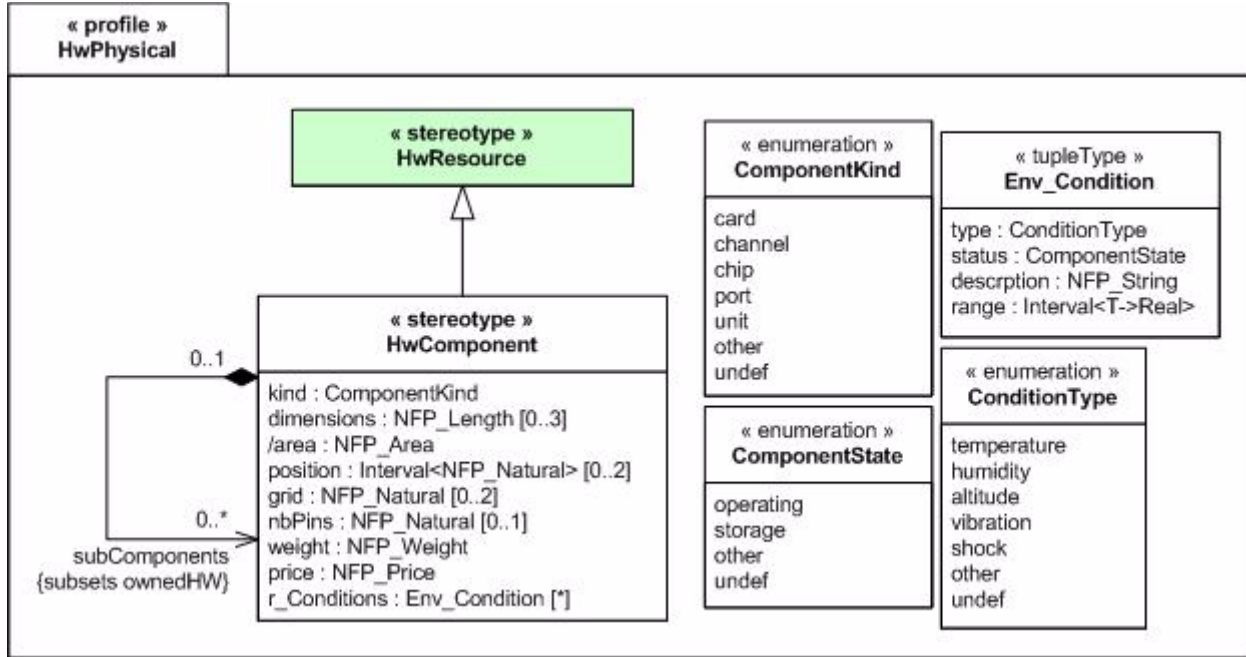 « profile »
HwPhysical
« stereotype »
HwResource
« stereotype »
HwComponent
kind : ComponentKind
dimensions : NFP_Length [0..3]
/area : NFP_Area
position : Interval<NFP_Natural> [0..2]
grid : NFP_Natural [0..2]
nbPins : NFP_Natural [0..1]
weight : NFP_Weight
price : NFP_Price
r_Conditions : Env_Condition [*]
0..1
0..*
subComponents
{subsets ownedHW}
« enumeration »
ComponentKind
card
channel
chip
port
unit
other
undef
« tupleType »
Env_Condition
type : ConditionType
status : ComponentState
descrption : NFP_String
range : Interval<T->Real>
« enumeration »
ComponentState
operating
storage
other
undef
« enumeration »
ConditionType
temperature
humidity
altitude
vibration
shock
other
undef